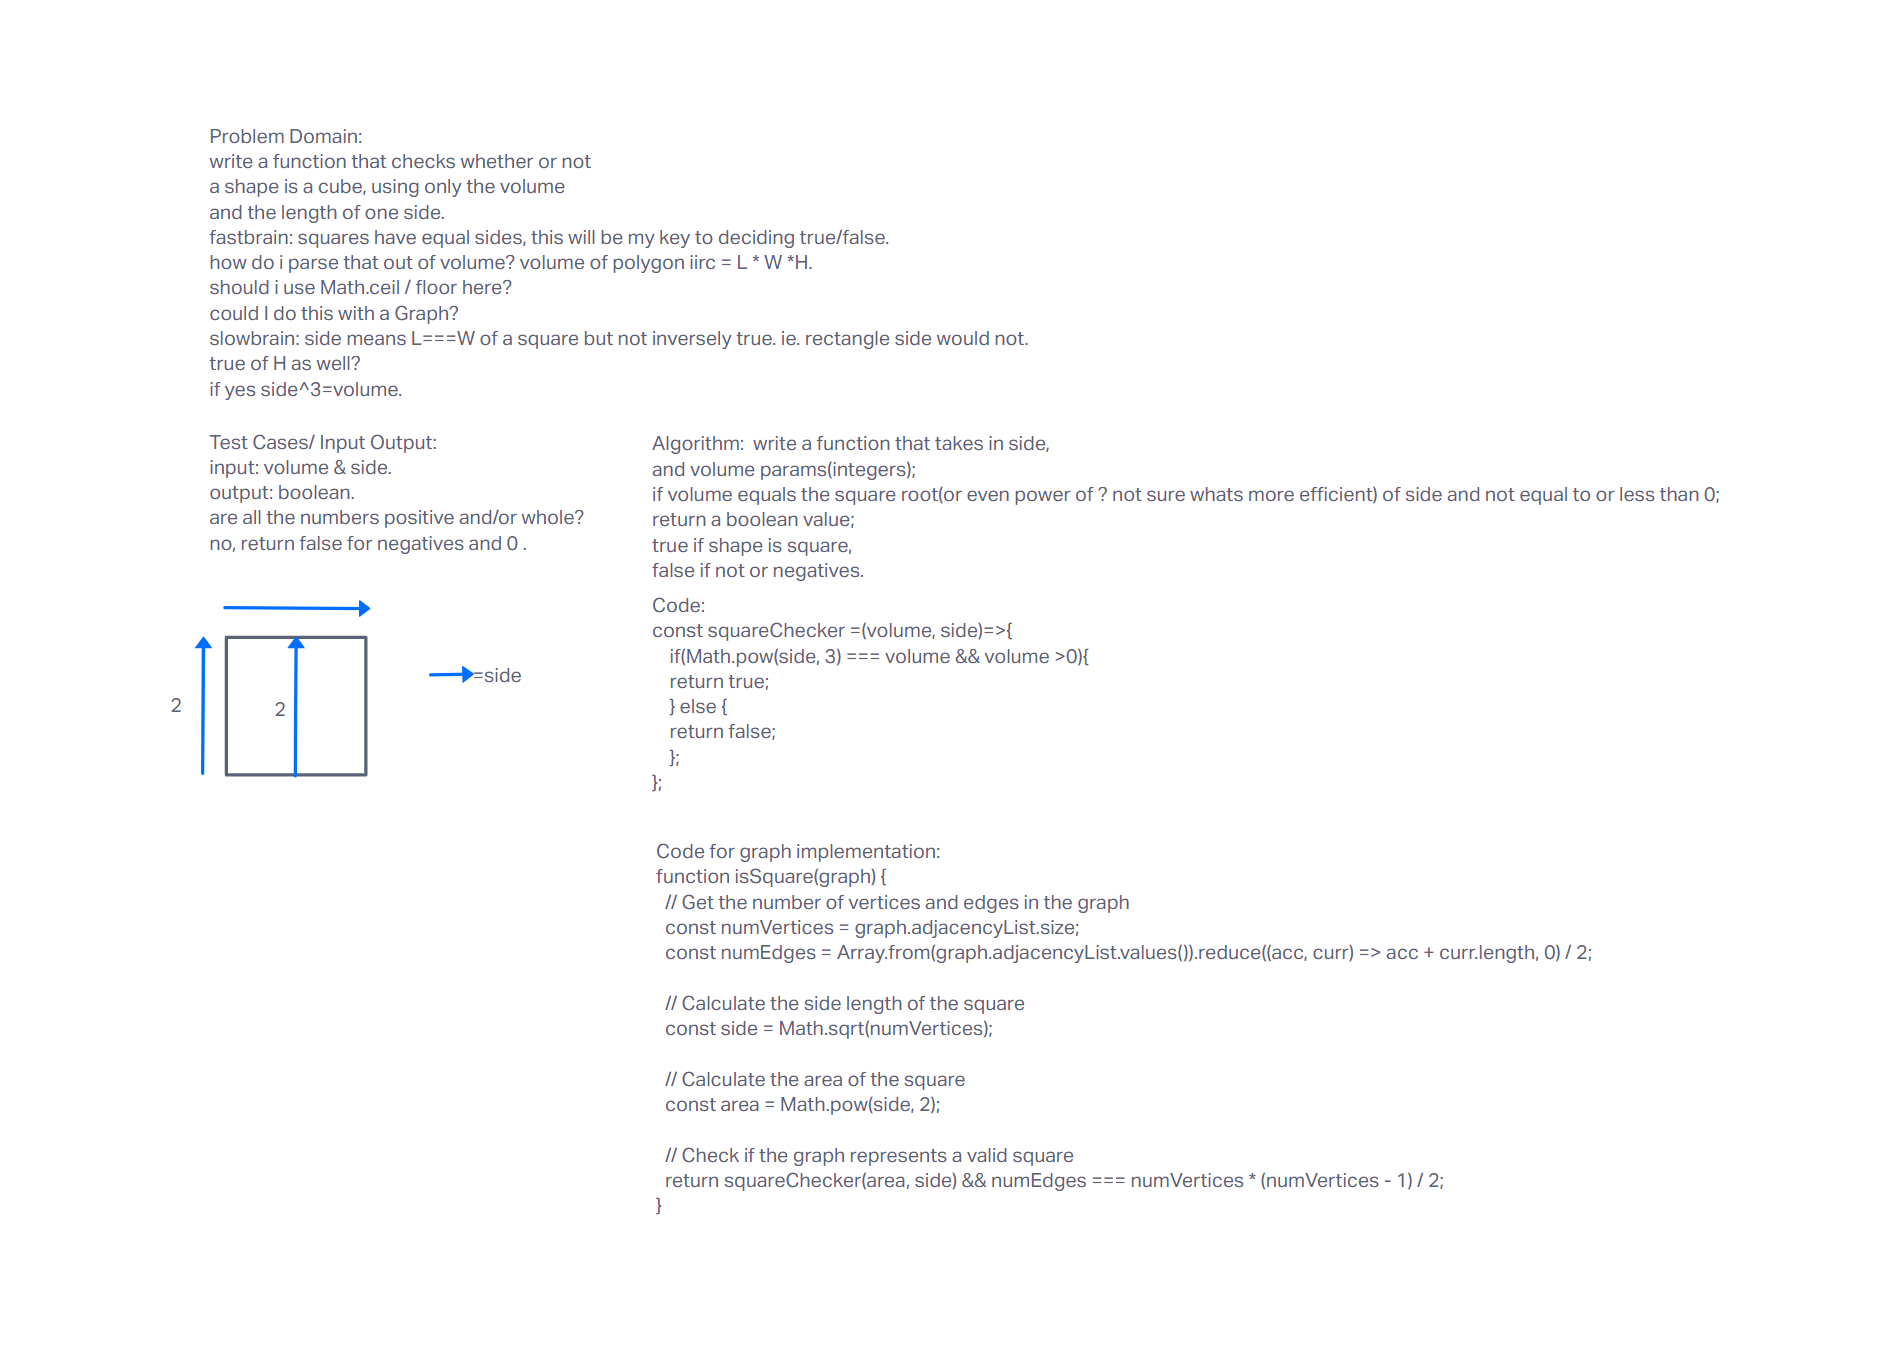 Problem Domain:
write a function that checks whether or not
a shape is a cube, using only the volume
and the length of one side.
fastbrain: squares have equal sides, this will be my key to deciding true/false.
how do i parse that out of volume? volume of polygon iirc = L * W *H.
should i use Math.ceil / floor here?
could I do this with a Graph?
slowbrain: side means L===W of a square but not inversely true. ie. rectangle side would not.
true of H as well?
if yes side^3=volume.
Test Cases/ Input Output:
input: volume & side.
output: boolean.
are all the numbers positive and/or whole?
no, return false for negatives and 0 .
2
2
=side
Algorithm:  write a function that takes in side,
and volume params(integers);
if volume equals the square root(or even power of ? not sure whats more efficient) of side and not equal to or less than 0;
return a boolean value;
true if shape is square,
false if not or negatives.
Code:
const squareChecker =(volume, side)=>{
if(Math.pow(side, 3) === volume && volume >0){
return true;
} else {
return false;
};
};
Code for graph implementation:
function isSquare(graph) {
// Get the number of vertices and edges in the graph
const numVertices = graph.adjacencyList.size;
const numEdges = Array.from(graph.adjacencyList.values()).reduce((acc, curr) => acc + curr.length, 0) / 2;
// Calculate the side length of the square
const side = Math.sqrt(numVertices);
// Calculate the area of the square
const area = Math.pow(side, 2);
// Check if the graph represents a valid square
return squareChecker(area, side) && numEdges === numVertices * (numVertices - 1) / 2;
}